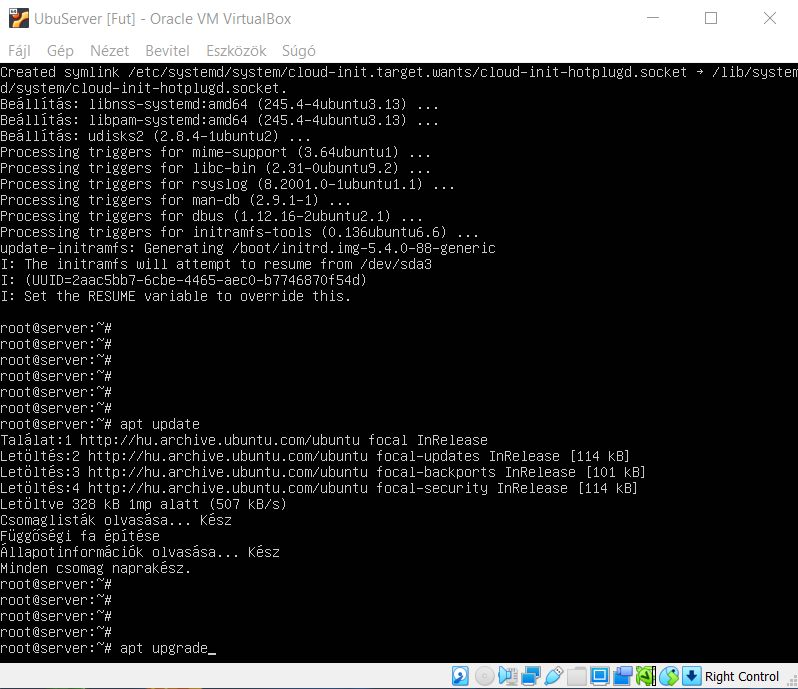 UbuServer [Fut] - Oracle VM VirtualBox
Fájl Gép Nézet Bevitel Eszközök Súgó
Created symlink /etc/systemd/system/cloud-init.target.wants/cloud-init-hotplugd.socket → /lib/system
d/system/cloud-init-hotplugd.socket.
Beállítás: libnss-systemd:amd64 (245.4-4ubuntu3.13) ...
Beállítás: libpam-systemd:amd64 (245.4-4ubuntu3.13) ...
Beállítás: udisks2 (2.8.4-1ubuntu2) ...
Processing triggers for mime-support (3.64ubuntu1) ...
Processing triggers for libc-bin (2.31-0ubuntu9.2) ...
Processing triggers for rsyslog (8.2001.0-1ubuntu1.1) ...
Processing triggers for man-db (2.9.1-1) ...
Processing triggers for dbus (1.12.16-2ubuntu2.1) ...
Processing triggers for initramfs-tools (0.136ubuntu6.6) ...
update-initramfs: Generating /boot/initrd.img-5.4.0-88-generic
I: The initramfs will attempt to resume from /dev/sda3
I: (UUID=2aac5bb7-6cbe-4465-aec0-b7746870f54d)
I: Set the RESUME variable to override this.
root@server:~#
root@server:~#
root@server:~#
root@server:~#
root@server:~#
root@server:~#
root@server:~# apt update
Találat:1 http://hu.archive.ubuntu.com/ubuntu focal InRelease
Letöltés:2 http://hu.archive.ubuntu.com/ubuntu focal-updates InRelease [114 kB]
Letöltés:3 http://hu.archive.ubuntu.com/ubuntu focal-backports InRelease [101 kB]
Letöltés:4 http://hu.archive.ubuntu.com/ubuntu focal-security InRelease [114 kB]
Letöltve 328 kB 1mp alatt (507 kB/s)
Csomaglisták olvasása... Kész
Függőségi fa építése
Állapotinformációk olvasása... Kész
Minden csomag naprakész.
root@server:~#
root@server:~#
root@server:~#
root@server:~#
root@server:~# apt upgrade_
Right Control